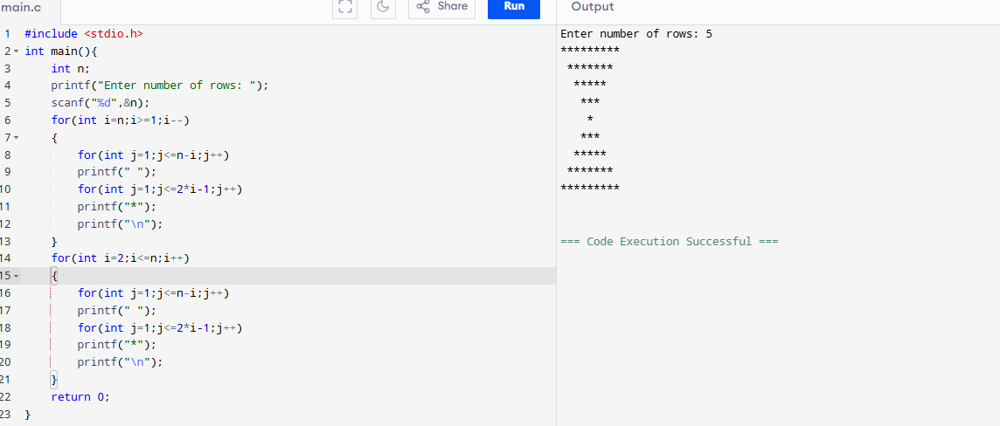 main.c Share Run Output
1 #include <stdio.h>
2 int main(){
3 int n;
4 printf("Enter number of rows: ");
5 scanf("%d",&n);
6 for(int i=n;i>=1;i--)
7 {
8 for(int j=1;j<=n-i;j++)
9 printf(" ");
10 for(int j=1;j<=2*i-1;j++)
11 printf("*");
12 printf("\n");
13 }
14 for(int i=2;i<=n;i++)
15 {
16 for(int j=1;j<=n-i;j++)
17 printf(" ");
18 for(int j=1;j<=2*i-1;j++)
19 printf("*");
20 printf("\n");
21 }
22 return 0;
23 }
Enter number of rows: 5
*********
 *******
  *****
   ***
    *
   ***
  *****
 *******
*********
=== Code Execution Successful ===